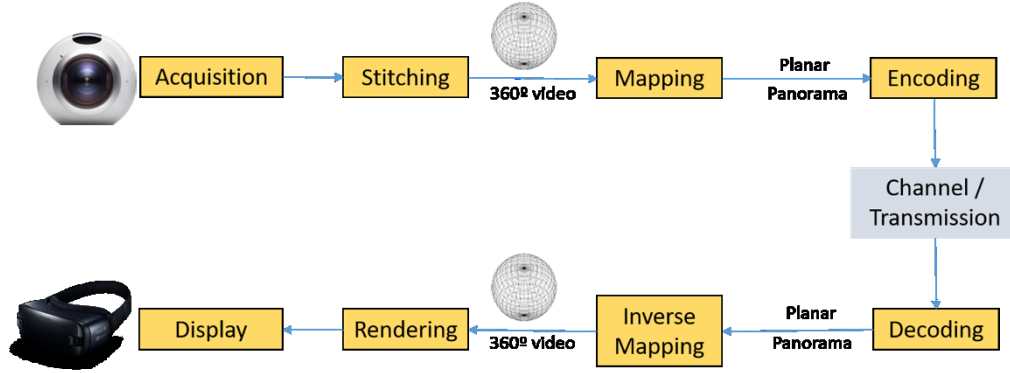 Acquisition
Stitching
360º video
Mapping
Planar
Panorama
Encoding
Channel /
Transmission
Decoding
Planar
Panorama
Inverse
Mapping
360º video
Rendering
Display